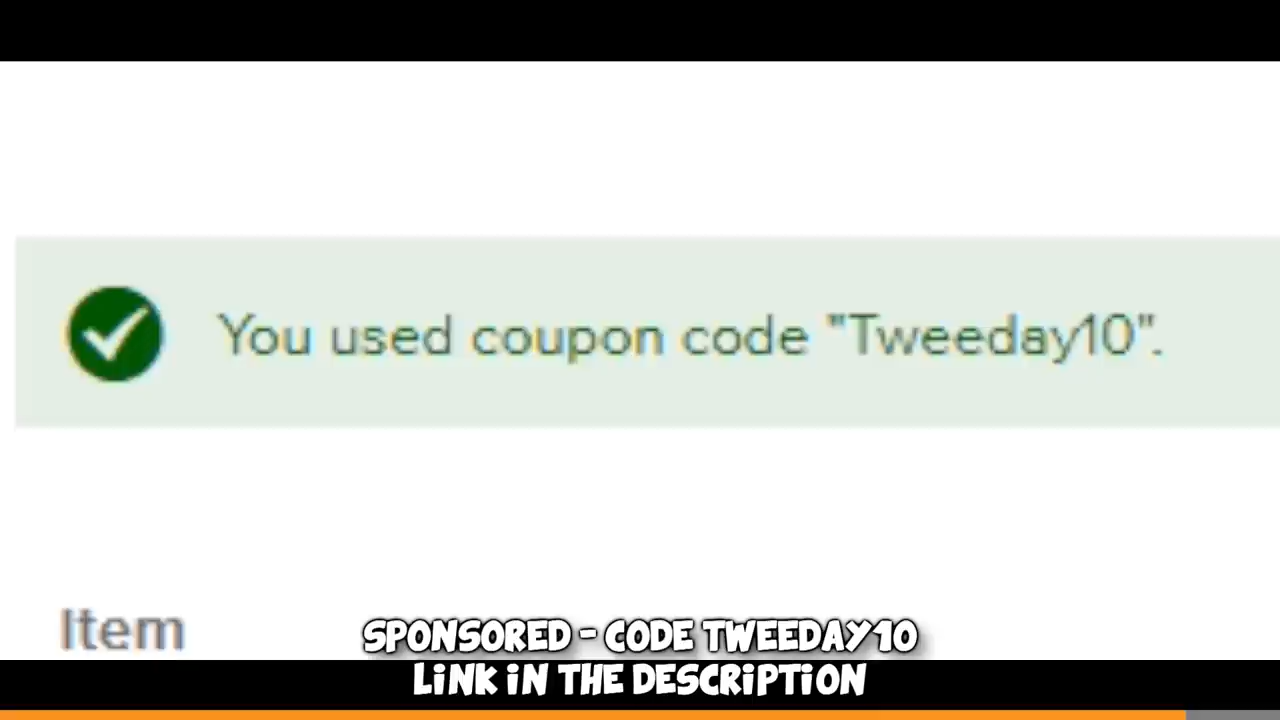 You used coupon code "Tweeday10".
Item
SPONSORED - CODE TWEEDAY10
LINK IN THE DESCRIPTION